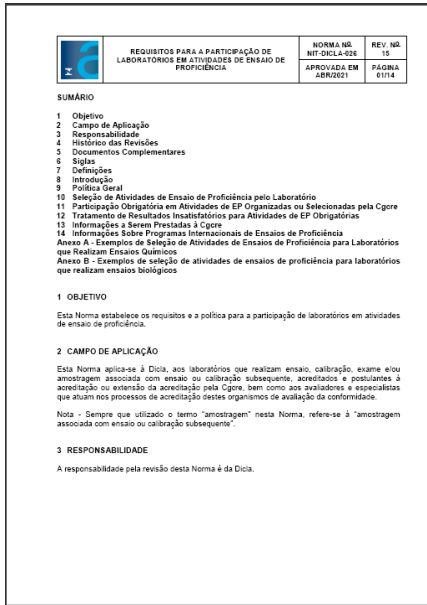 REQUISITOS PARA A PARTICIPAÇÃO DE
LABORATÓRIOS EM ATIVIDADES DE ENSAIO DE
PROFICIÊNCIA
NORMA Nº
NIT-DICLA-026
REV. Nº
15
APROVADA EM
ABR/2021
PÁGINA
01/14
SUMÁRIO
1 Objetivo
2 Campo de Aplicação
3 Responsabilidade
4 Histórico das Revisões
5 Documentos Complementares
6 Siglas
7 Definições
8 Introdução
9 Política Geral
10 Seleção de Atividades de Ensaio de Proficiência pelo Laboratório
11 Participação Obrigatória em Atividades de EP Organizadas ou Selecionadas pela Cgcre
12 Tratamento de Resultados Insatisfatórios para Atividades de EP Obrigatórias
13 Informações a Serem Prestadas à Cgcre
14 Informações Sobre Programas Internacionais de Ensaios de Proficiência
Anexo A - Exemplos de Seleção de Atividades de Ensaios de Proficiência para Laboratórios
que Realizam Ensaios Químicos
Anexo B - Exemplos de seleção de atividades de ensaios de proficiência para laboratórios
que realizam ensaios biológicos
1 OBJETIVO
Esta Norma estabelece os requisitos e a política para a participação de laboratórios em atividades
de ensaio de proficiência.
2 CAMPO DE APLICAÇÃO
Esta Norma aplica-se à Dicla, aos laboratórios que realizam ensaio, calibração, exame e/ou
amostragem associada com ensaio ou calibração subsequente, acreditados e postulantes à
acreditação ou extensão da acreditação pela Cgcre, bem como aos avaliadores e especialistas
que atuam nos processos de acreditação destes organismos de avaliação da conformidade.
Nota - Sempre que utilizado o termo "amostragem" nesta Norma, refere-se à "amostragem
associada com ensaio ou calibração subsequente".
3 RESPONSABILIDADE
A responsabilidade pela revisão desta Norma é da Dicla.